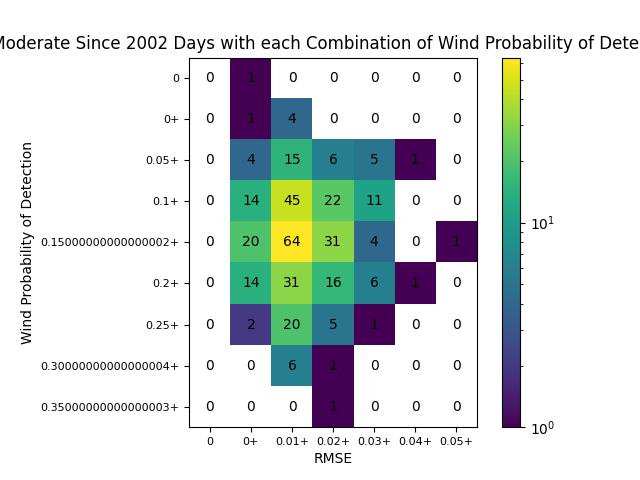 Moderate Since 2002 Days with each Combination of Wind Probability of Dete
0 0 1 0 0 0 0 0
0+ 0 1 4 0 0 0 0
0.05+ 0 4 15 6 5 1 0
0.1+ 0 14 45 22 11 0 0
0.15000000000000002+ 0 20 64 31 4 0 1
0.2+ 0 14 31 16 6 1 0
0.25+ 0 2 20 5 1 0 0
0.30000000000000004+ 0 0 6 1 0 0 0
0.35000000000000003+ 0 0 0 1 0 0 0
0 0+ 0.01+ 0.02+ 0.03+ 0.04+ 0.05+
RMSE
Wind Probability of Detection
10¹
10⁰